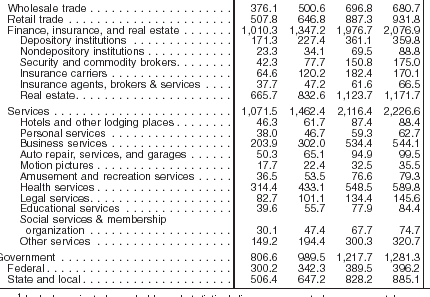 Wholesale trade . . . . . . . . . . . . . . . . . . . . . . 376.1 500.6 696.8 680.7
Retail trade . . . . . . . . . . . . . . . . . . . . . . . . . 507.8 646.8 887.3 931.8
Finance, insurance, and real estate . . . . . . . . 1,010.3 1,347.2 1,976.7 2,076.9
Depository institutions . . . . . . . . . . . . . . . 171.3 227.4 361.1 359.8
Nondepository institutions . . . . . . . . . . . . . 23.3 34.1 69.5 88.8
Security and commodity brokers. . . . . . . . . 42.3 77.7 150.8 175.0
Insurance carriers . . . . . . . . . . . . . . . . . . 64.6 120.2 182.4 170.1
Insurance agents, brokers & services . . . . 37.7 47.2 61.6 66.5
Real estate. . . . . . . . . . . . . . . . . . . . . . . 665.7 832.6 1,123.7 1,171.7
Services . . . . . . . . . . . . . . . . . . . . . . . . . . . 1,071.5 1,462.4 2,116.4 2,226.6
Hotels and other lodging places. . . . . . . . . 46.3 61.7 87.4 88.4
Personal services . . . . . . . . . . . . . . . . . . 38.0 46.7 59.3 62.7
Business services . . . . . . . . . . . . . . . . . . 203.9 302.0 534.4 544.1
Auto repair, services, and garages . . . . . . 50.3 65.1 94.9 99.5
Motion pictures . . . . . . . . . . . . . . . . . . . . 17.7 22.4 32.5 35.5
Amusement and recreation services . . . . . 36.5 53.5 76.6 79.3
Health services. . . . . . . . . . . . . . . . . . . . 314.4 433.1 548.5 589.8
Legal services. . . . . . . . . . . . . . . . . . . . . 82.7 101.1 134.4 145.6
Educational services . . . . . . . . . . . . . . . . 39.6 55.7 77.9 84.4
Social services & membership
organization . . . . . . . . . . . . . . . . . . . . . 30.1 47.4 67.7 74.7
Other services . . . . . . . . . . . . . . . . . . . . 149.2 194.4 300.3 320.7
Government . . . . . . . . . . . . . . . . . . . . . . . . . 806.6 989.5 1,217.7 1,281.3
Federal. . . . . . . . . . . . . . . . . . . . . . . . . . . 300.2 342.3 389.5 396.2
State and local . . . . . . . . . . . . . . . . . . . . . . 506.4 647.2 828.2 885.1